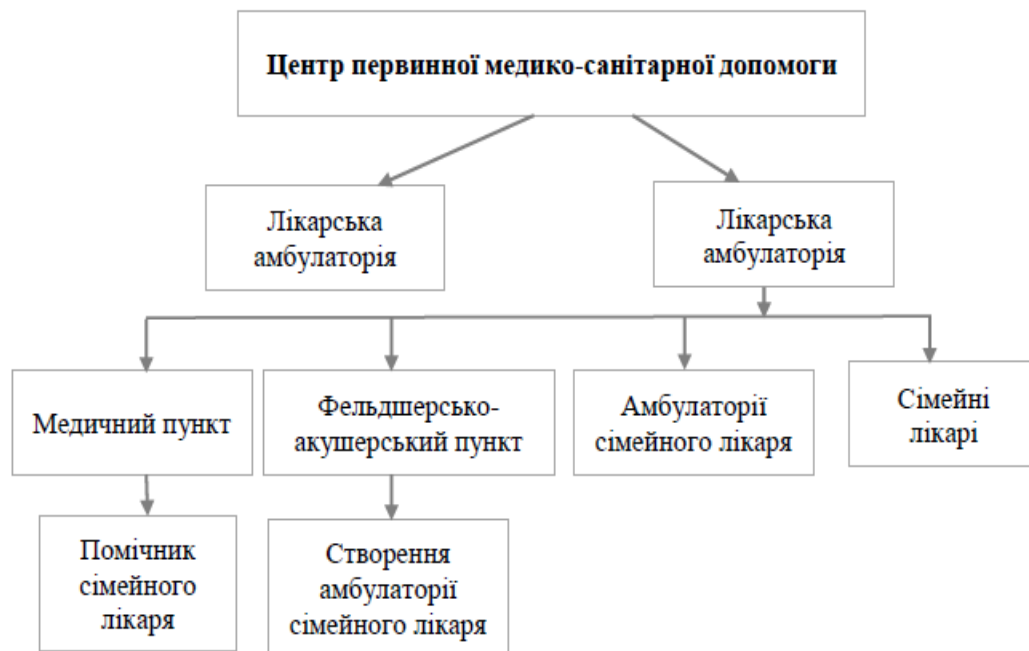 Центр первинної медико-санітарної допомоги
Лікарська
амбулаторія
Лікарська
амбулаторія
Медичний пункт
Фельдшерсько-
акушерський пункт
Амбулаторії
сімейного лікаря
Сімейні
лікарі
Помічник
сімейного
лікаря
Створення
амбулаторії
сімейного лікаря